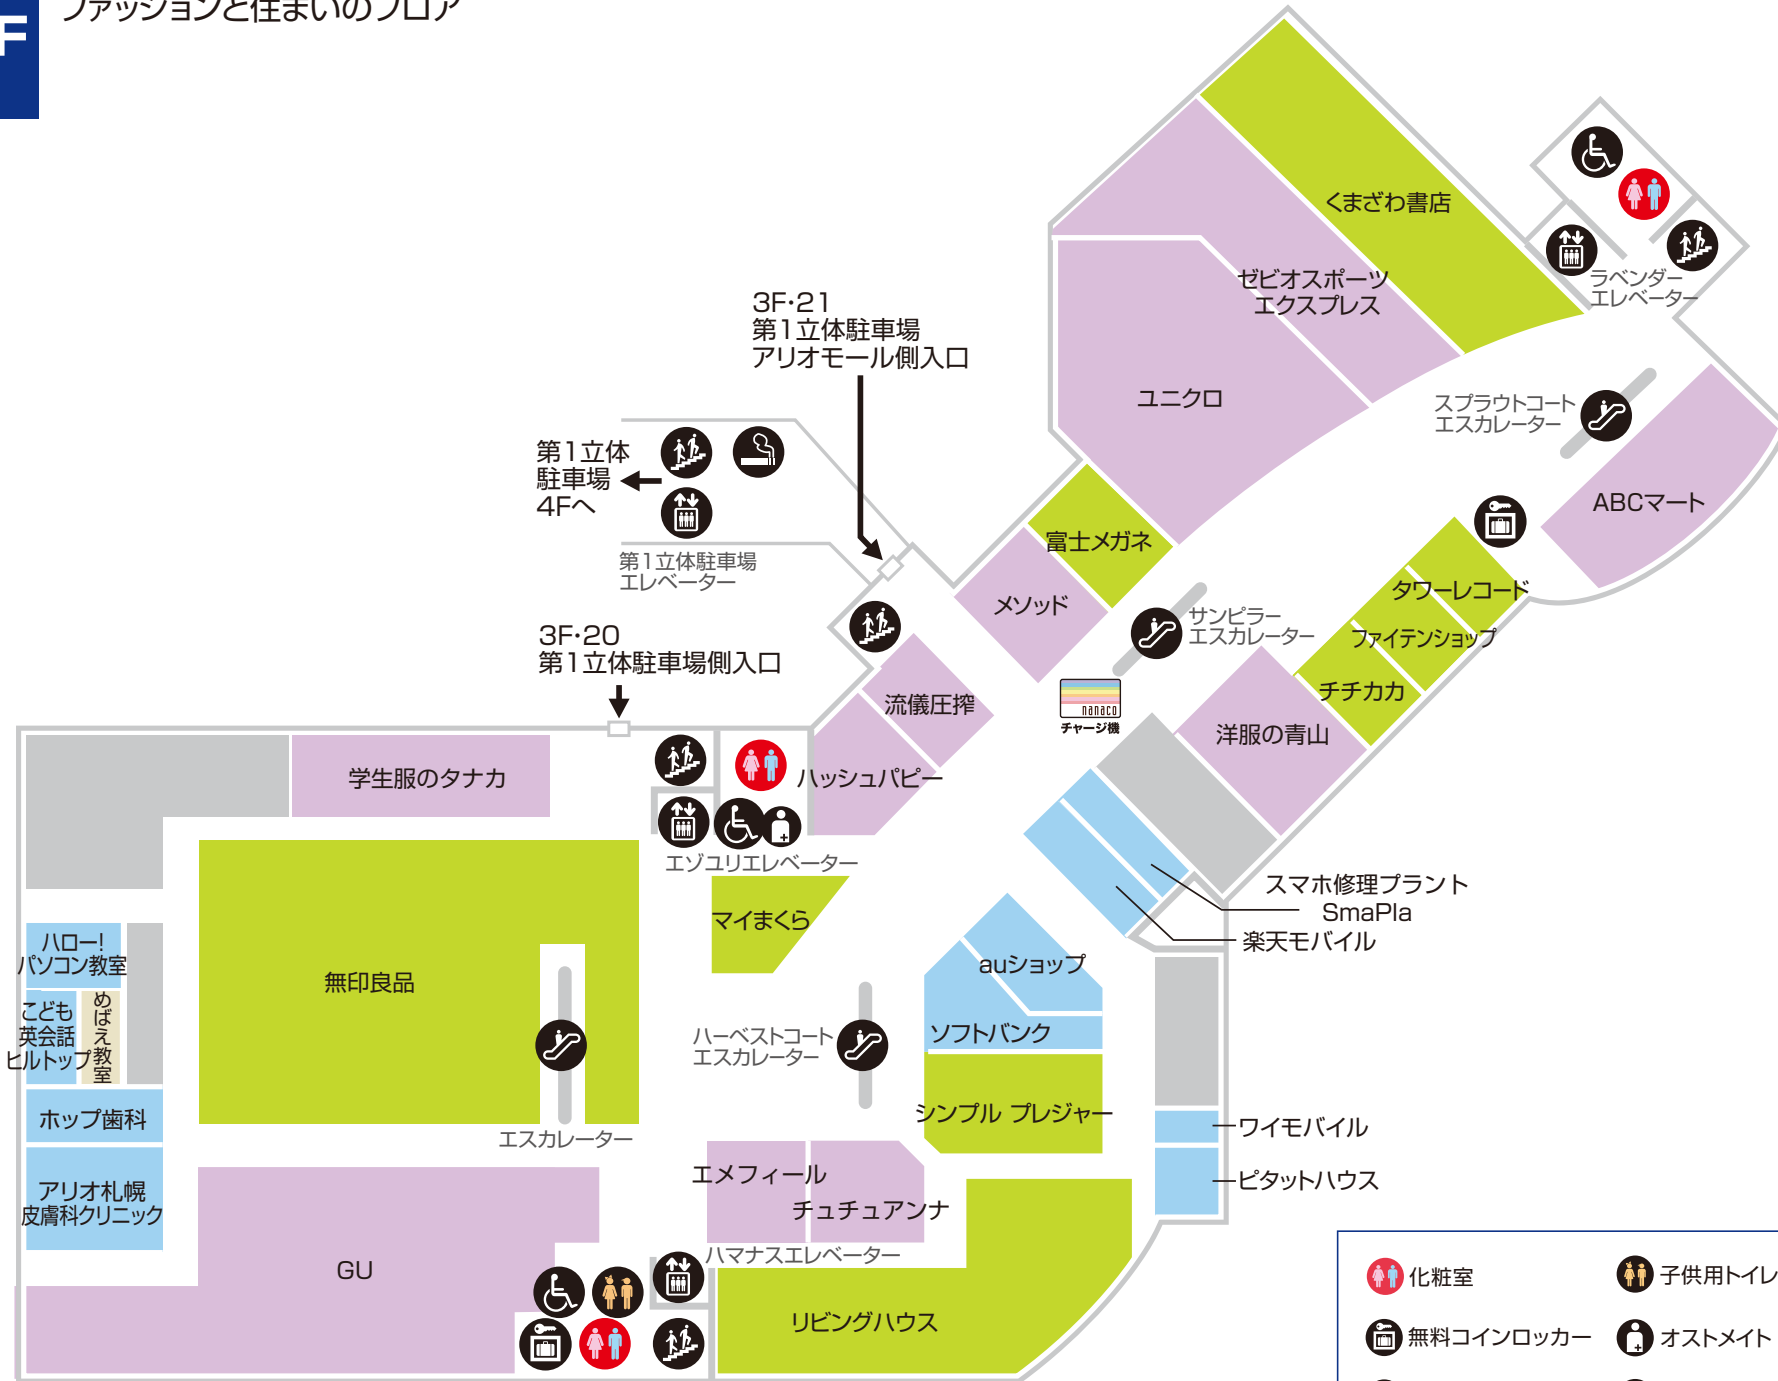 F
ファッションと住まいのフロア
くまざわ書店
ゼビオスポーツ
エクスプレス
ラベンダー
エレベーター
3F・21
第1立体駐車場
アリオモール側入口
ユニクロ
スプラウトコート
エスカレーター
ABCマート
第1立体
駐車場
4Fへ
第1立体駐車場
エレベーター
富士メガネ
メソッド
タワーレコード
ファイテンショップ
チチカカ
サンピラー
エスカレーター
3F・20
第1立体駐車場側入口
流儀圧搾
nanaco
チャージ機
洋服の青山
学生服のタナカ
ハッシュパピー
エゾユリエレベーター
スマホ修理プラント
SmaPla
楽天モバイル
マイまくら
ハロー!
パソコン教室
無印良品
auショップ
こども
英会話
ヒルトップ
めばえ教室
ハーベストコート
エスカレーター
ソフトバンク
ホップ歯科
シンプル プレジャー
ワイモバイル
エスカレーター
アリオ札幌
皮膚科クリニック
エメフィール
チュチュアンナ
ピタットハウス
ハマナスエレベーター
GU
リビングハウス
化粧室
子供用トイレ
無料コインロッカー
オストメイト